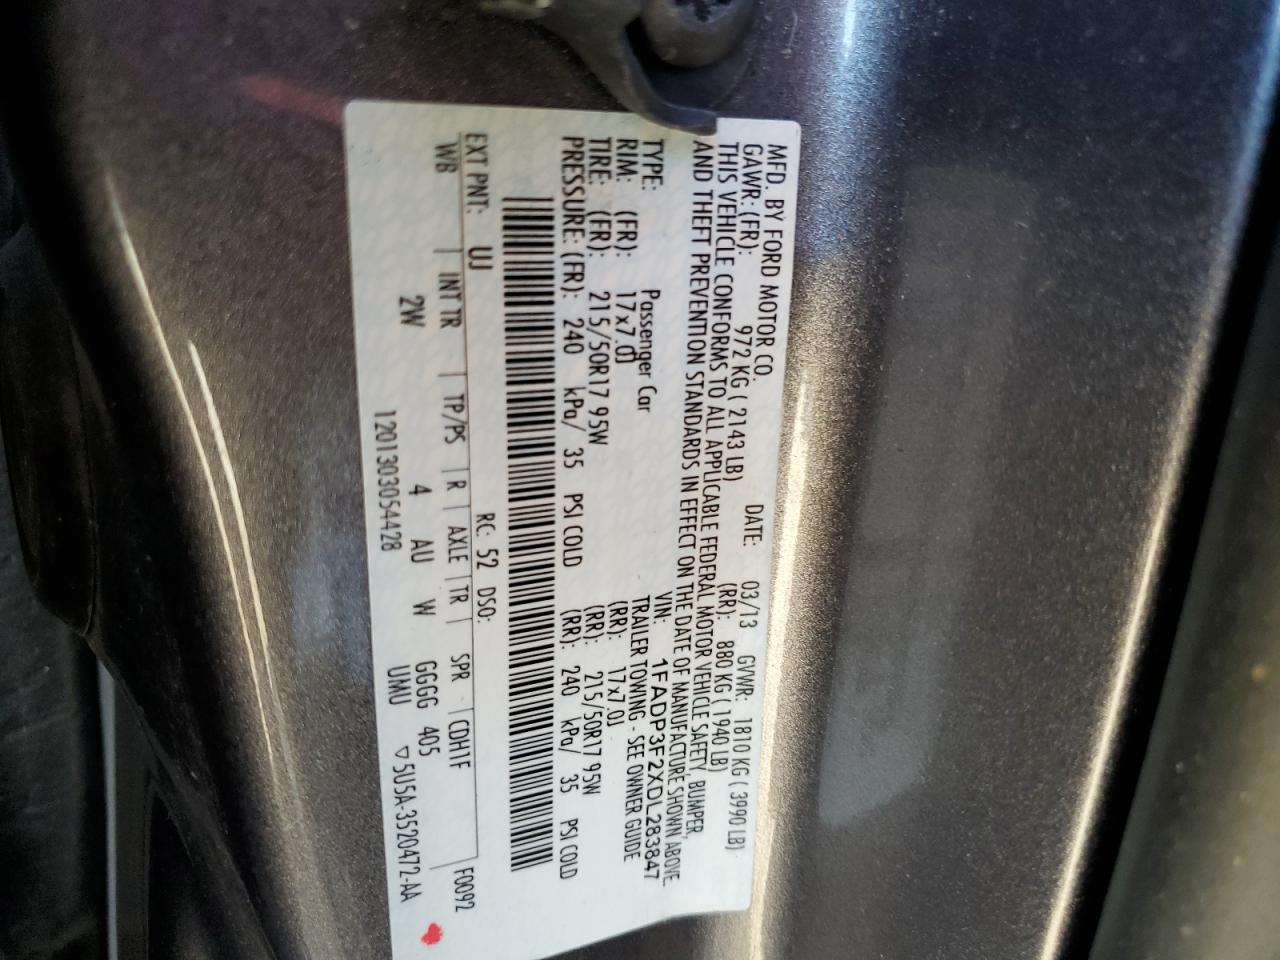 MFD. BY FORD MOTOR CO.
DATE: 03/13 GVWR: 1810 KG ( 3990 LB)
GAWR: (FR): 972 KG ( 2143 LB) (RR): 880 KG ( 1940 LB)
THIS VEHICLE CONFORMS TO ALL APPLICABLE FEDERAL MOTOR VEHICLE SAFETY, BUMPER,
AND THEFT PREVENTION STANDARDS IN EFFECT ON THE DATE OF MANUFACTURE SHOWN ABOVE.
VIN: 1FADP3F2XDL283847
TYPE: Passenger Car TRAILER TOWING - SEE OWNER GUIDE
RIM: (FR): 17x7.0J (RR): 17x7.0J
TIRE: (FR): 215/50R17 95W (RR): 215/50R17 95W
PRESSURE: (FR): 240 kPa/ 35 PSI COLD (RR): 240 kPa/ 35 PSI COLD
EXT PNT: UJ RC: 52 DSO: F0092
WB INT TR TP/PS R AXLE TR SPR CDH1F
2W 4 AU W GGGG 405
12013030544​28 UMU ▽ 5U5A-3520472-AA